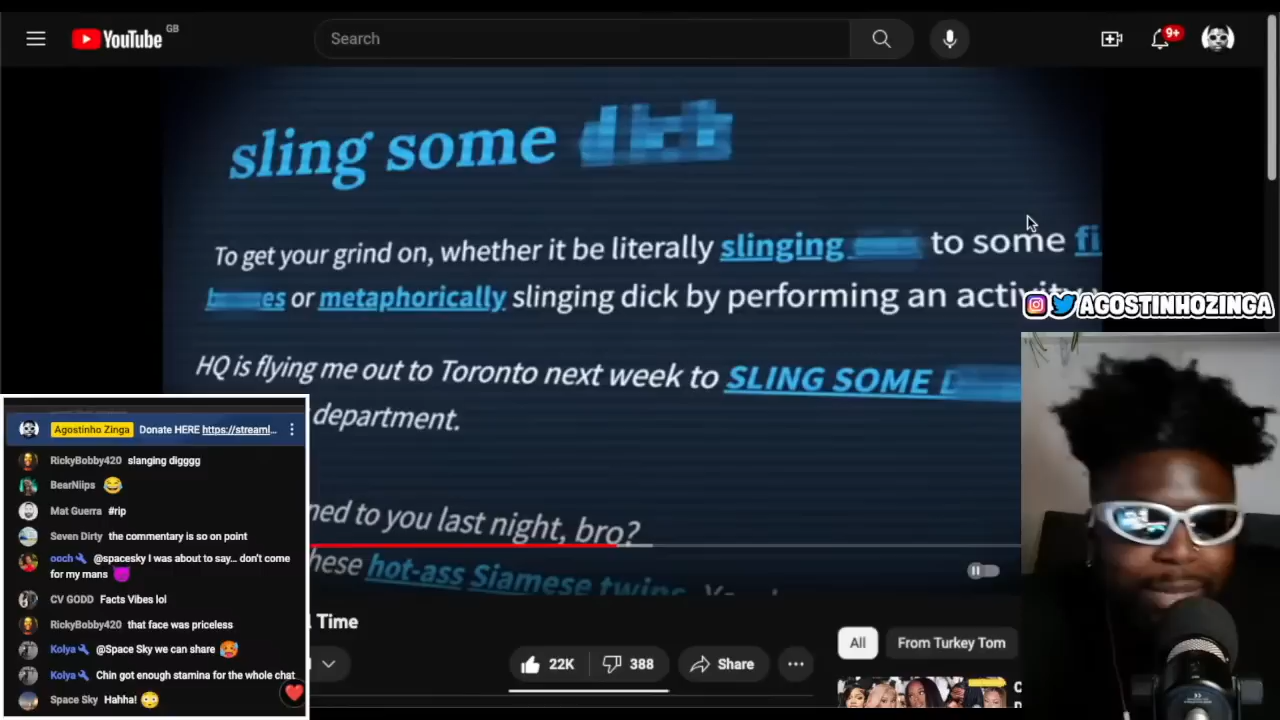 YouTube GB
Search
9+
sling some
To get your grind on, whether it be literally slinging to some fi
es or metaphorically slinging dick by performing an activity
HQ is flying me out to Toronto next week to SLING SOME D
department.
ned to you last night, bro?
hese hot-ass Siamese twins.
AGOSTINHOZINGA
Agostinho Zinga Donate HERE https://streaml...
RickyBobby420 slanging digggg
BearNiips
Mat Guerra #rip
Seven Dirty the commentary is so on point
ooch @spacesky I was about to say... don't come
for my mans
CV GODD Facts Vibes lol
RickyBobby420 that face was priceless
Kolya @Space Sky we can share
Kolya Chin got enough stamina for the whole chat
Space Sky Hahha!
l Time
22K
388
Share
All
From Turkey Tom